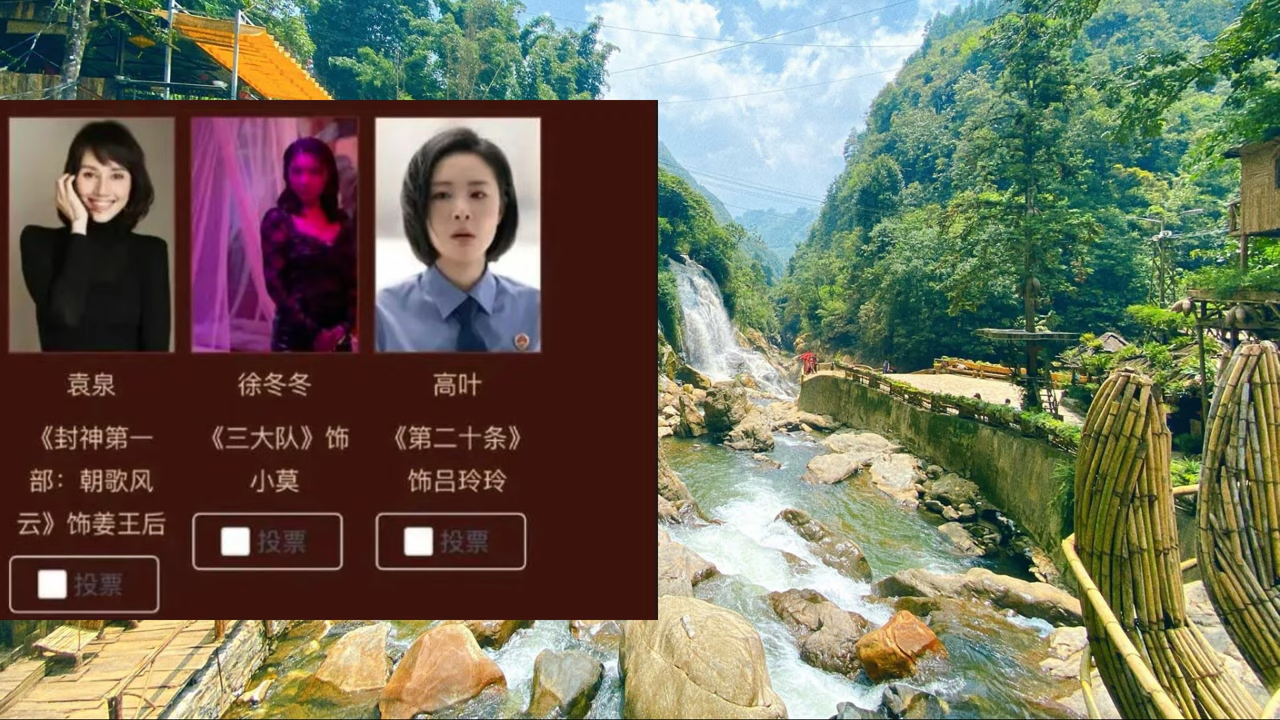 袁泉
《封神第一
部：朝歌风
云》饰姜王后
投票
徐冬冬
《三大队》饰
小莫
投票
高叶
《第二十条》
饰吕玲玲
投票